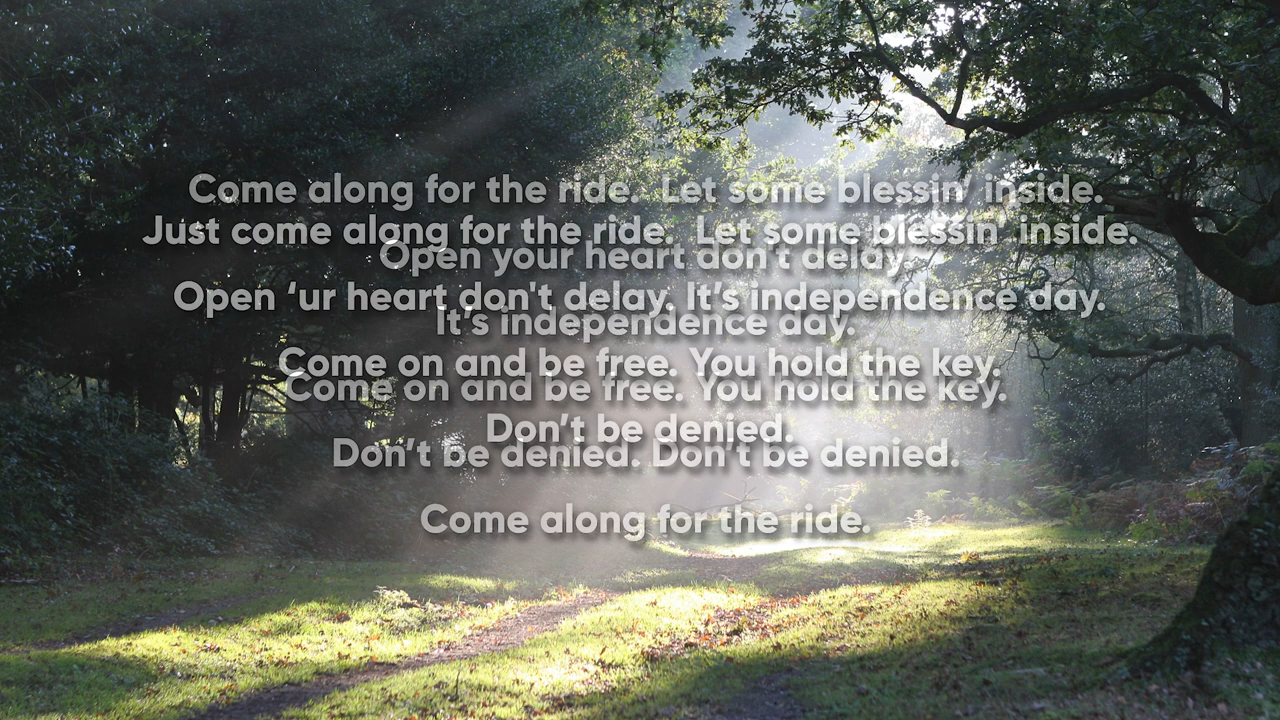 Come along for the ride. Let some blessin' inside.
Just come along for the ride. Let some blessin' inside.
Open your heart don't delay.
Open ‘ur heart don't delay. It’s independence day.
It’s independence day.
Come on and be free. You hold the key.
Come on and be free. You hold the key.
Don’t be denied.
Don’t be denied. Don’t be denied.
Come along for the ride.